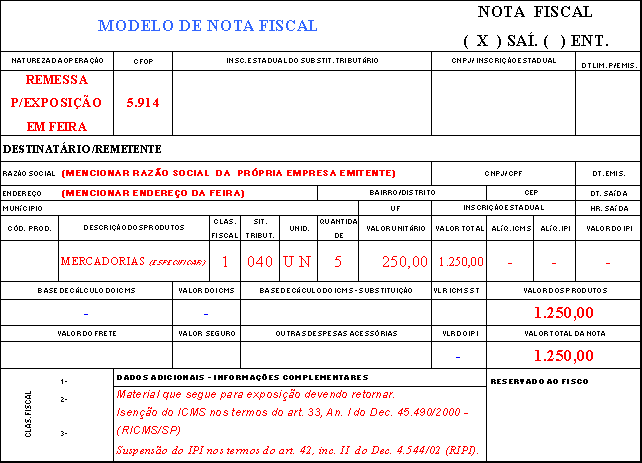 MODELO DE NOTA FISCAL
NOTA FISCAL
( X ) SAÍ. ( ) ENT.
NATUREZA DA OPERAÇÃO CFOP INSC. ESTADUAL DO SUBSTIT. TRIBUTÁRIO CNPJ / INSCRIÇÃO ESTADUAL DT LIM. P/ EMIS.
REMESSA
P/EXPOSIÇÃO 5.914
EM FEIRA
DESTINATÁRIO/REMETENTE
RAZÃO SOCIAL (MENCIONAR RAZÃO SOCIAL DA PRÓPRIA EMPRESA EMITENTE) CNPJ/CPF DT. EMIS.
ENDEREÇO (MENCIONAR ENDEREÇO DA FEIRA) BAIRRO/DISTRITO CEP DT. SAÍDA
MUNICÍPIO UF INSCRIÇÃO ESTADUAL HR. SAÍDA
CÓD. PROD. DESCRIÇÃO DOS PRODUTOS CLAS. FISCAL SIT. TRIBUT. UNID. QUANTIDA DE VALOR UNITÁRIO VALOR TOTAL ALÍQ. ICMS ALÍQ. IPI VALOR DO IPI
MERCADORIAS (ESPECIFICAR) 1 040 UN 5 250,00 1.250,00 - - -
BASE DE CÁLCULO DO ICMS VALOR DO ICMS BASE DE CÁCULO DO ICMS - SUBSTITUIÇÃO VLR ICMS ST VALOR DOS PRODUTOS
- - 1.250,00
VALOR DO FRETE VALOR SEGURO OUTRAS DESPESAS ACESSÓRIAS VLR DO IPI VALOR TOTAL DA NOTA
- 1.250,00
CLAS. FISCAL
1-
2-
3-
DADOS ADICIONAIS - INFORMAÇÕES COMPLEMENTARES
Material que segue para exposição devendo retornar.
Isenção do ICMS nos termos do art. 33, An. I do Dec. 45.490/2000 –
(RICMS/SP)
Suspensão do IPI nos termos do art. 42, inc. II do Dec. 4.544/02 (RIPI).
RESERVADO AO FISCO